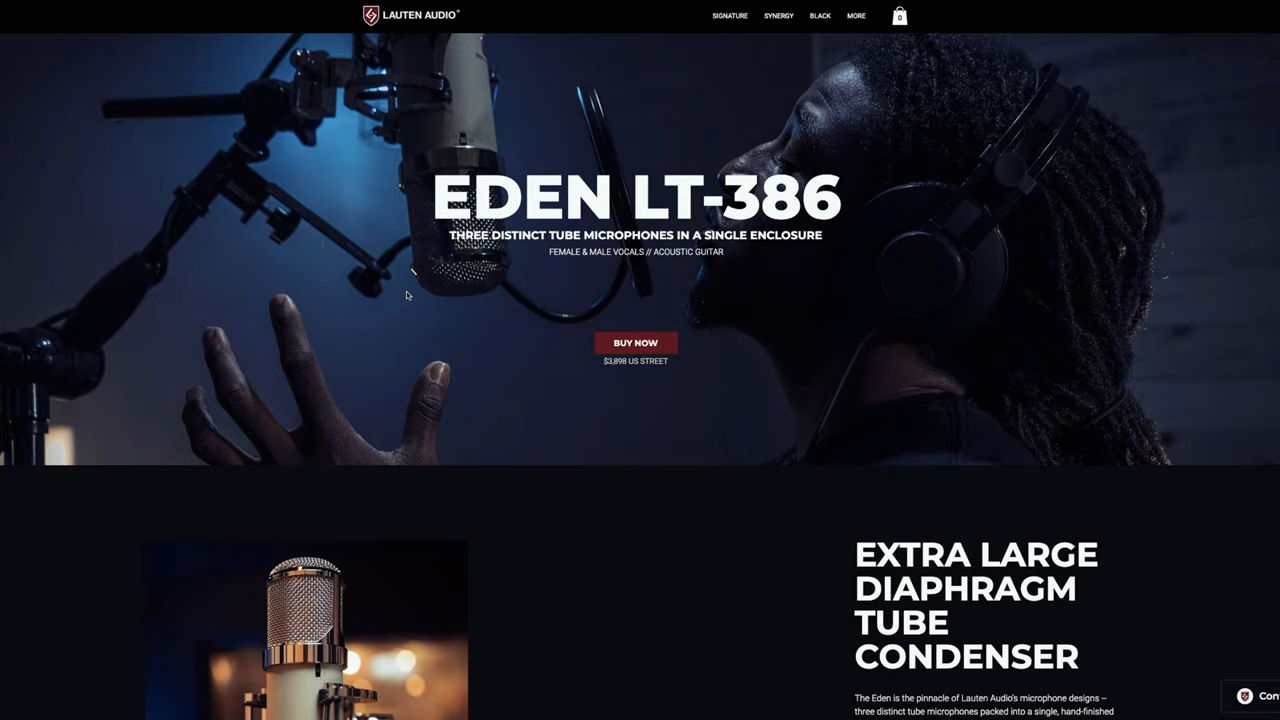 LAUTEN AUDIO®
SIGNATURE SYNERGY BLACK MORE 0
EDEN LT-386
THREE DISTINCT TUBE MICROPHONES IN A SINGLE ENCLOSURE
FEMALE & MALE VOCALS // ACOUSTIC GUITAR
BUY NOW
$3,898 US STREET
EXTRA LARGE
DIAPHRAGM
TUBE
CONDENSER
The Eden is the pinnacle of Lauten Audio's microphone designs –
three distinct tube microphones packed into a single, hand-finished
Con